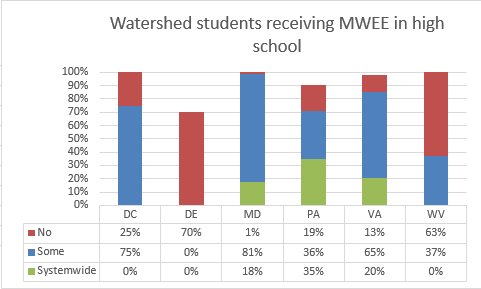 Watershed students receiving MWEE in high
school
100%
90%
80%
70%
60%
50%
40%
30%
20%
10%
0%
DC DE MD PA VA WV
No 25% 70% 1% 19% 13% 63%
Some 75% 0% 81% 36% 65% 37%
Systemwide 0% 0% 18% 35% 20% 0%